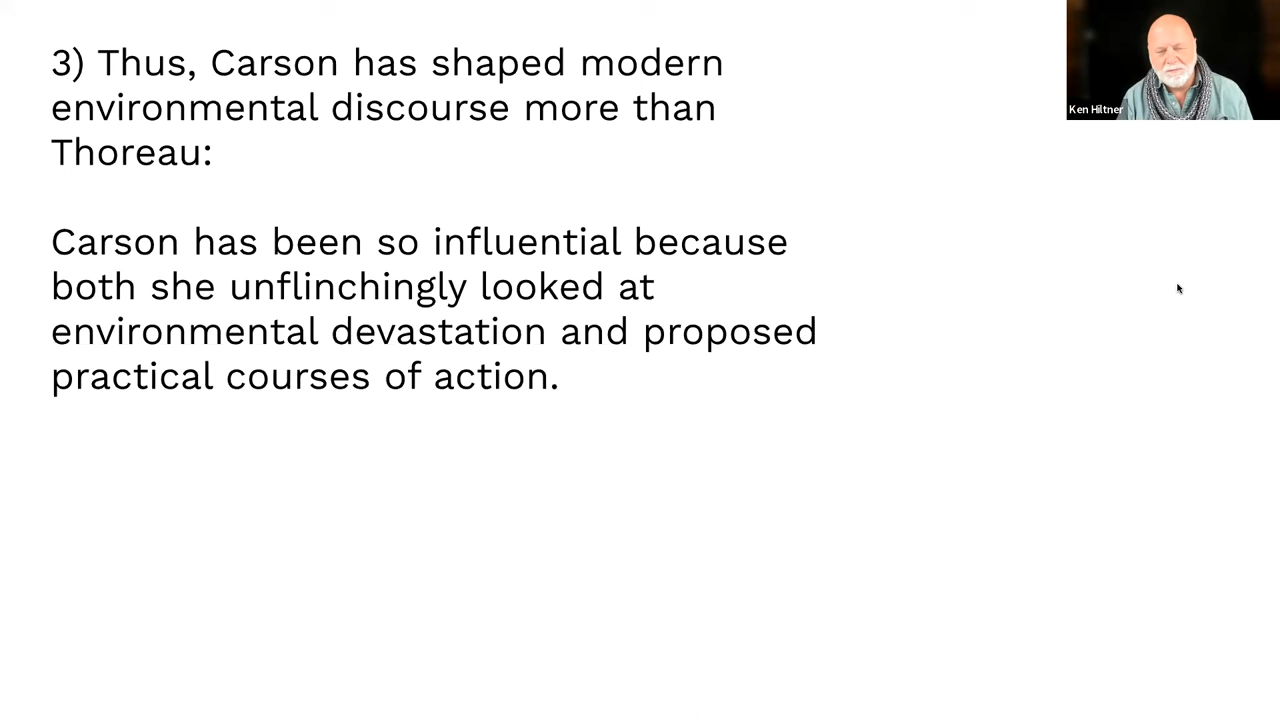 3) Thus, Carson has shaped modern
environmental discourse more than
Thoreau:
Carson has been so influential because
both she unflinchingly looked at
environmental devastation and proposed
practical courses of action.
Ken Hiltner